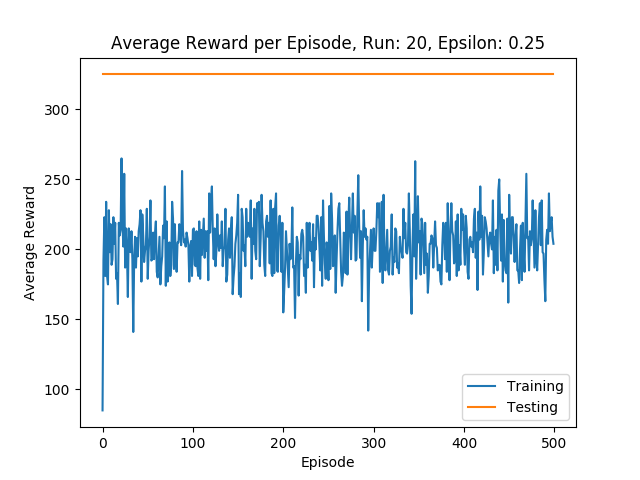 Average Reward per Episode, Run: 20, Epsilon: 0.25
300
250
200
150
100
Average Reward
0
100
200
300
400
500
Episode
Training
Testing